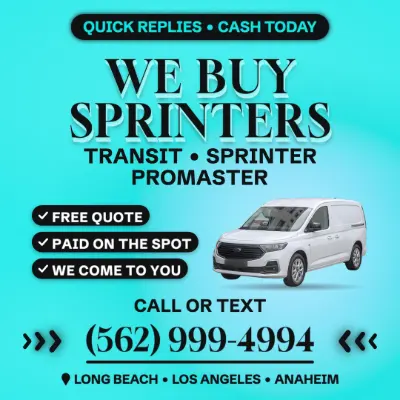 QUICK REPLIES • CASH TODAY
WE BUY
SPRINTERS
TRANSIT • SPRINTER
PROMASTER
FREE QUOTE
PAID ON THE SPOT
WE COME TO YOU
CALL OR TEXT
(562) 999-4994
LONG BEACH • LOS ANGELES • ANAHEIM